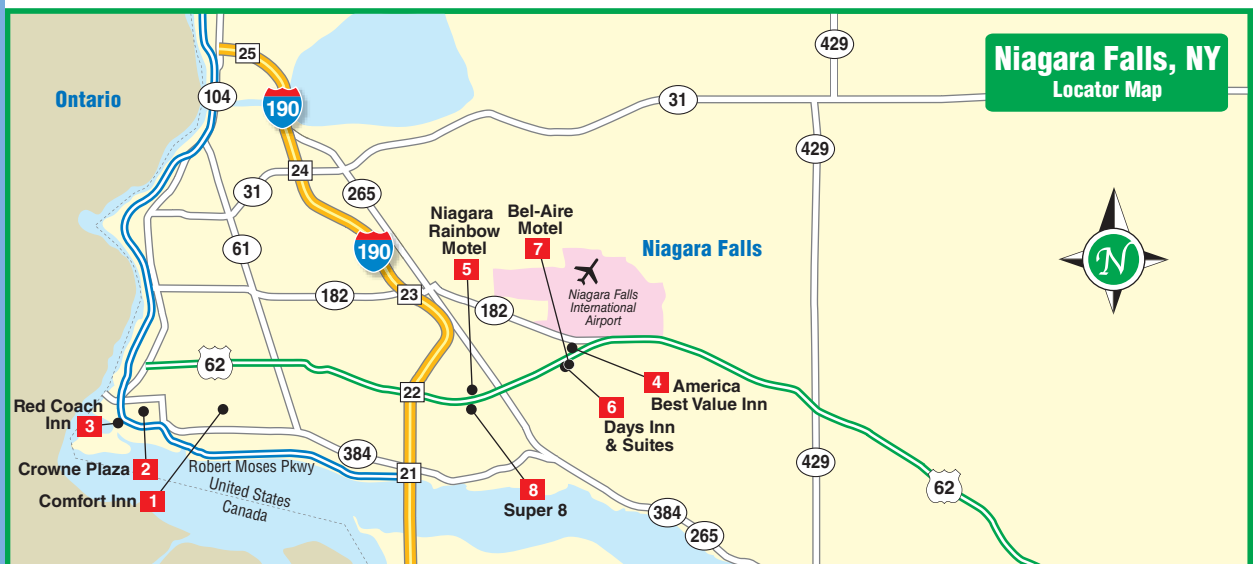 Niagara Falls, NY
Locator Map
Ontario
25
104
190
429
31
24
31
265
429
61
190
Niagara
Rainbow
Motel
5
Bel-Aire
Motel
7
Niagara Falls
Niagara Falls
International
Airport
N
182
23
182
62
22
4
America
Best Value Inn
6
Days Inn
& Suites
Red Coach
Inn
3
Crowne Plaza
2
Comfort Inn
1
Robert Moses Pkwy
United States
Canada
384
21
8
Super 8
429
62
384
265